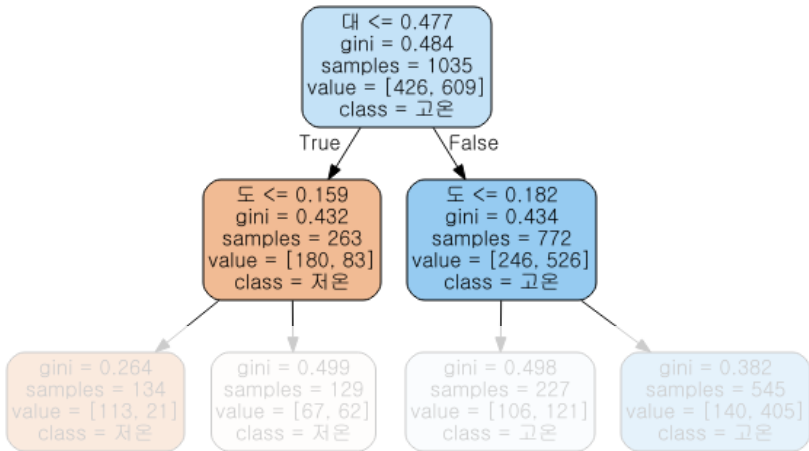 대 <= 0.477
gini = 0.484
samples = 1035
value = [426, 609]
class = 고온
True
False
도 <= 0.159
gini = 0.432
samples = 263
value = [180, 83]
class = 저온
도 <= 0.182
gini = 0.434
samples = 772
value = [246, 526]
class = 고온
gini = 0.264
samples = 134
value = [113, 21]
class = 저온
gini = 0.499
samples = 129
value = [67, 62]
class = 저온
gini = 0.498
samples = 227
value = [106, 121]
class = 고온
gini = 0.382
samples = 545
value = [140, 405]
class = 고온